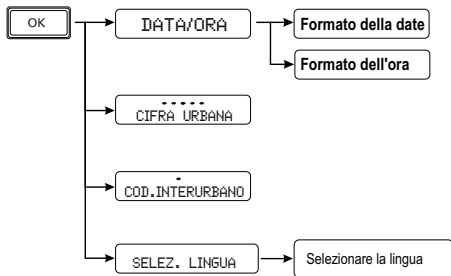 OK
DATA/ORA
Formato della date
Formato dell'ora
-----
CIFRA URBANA
-
COD.INTERURBANO
SELEZ. LINGUA
Selezionare la lingua